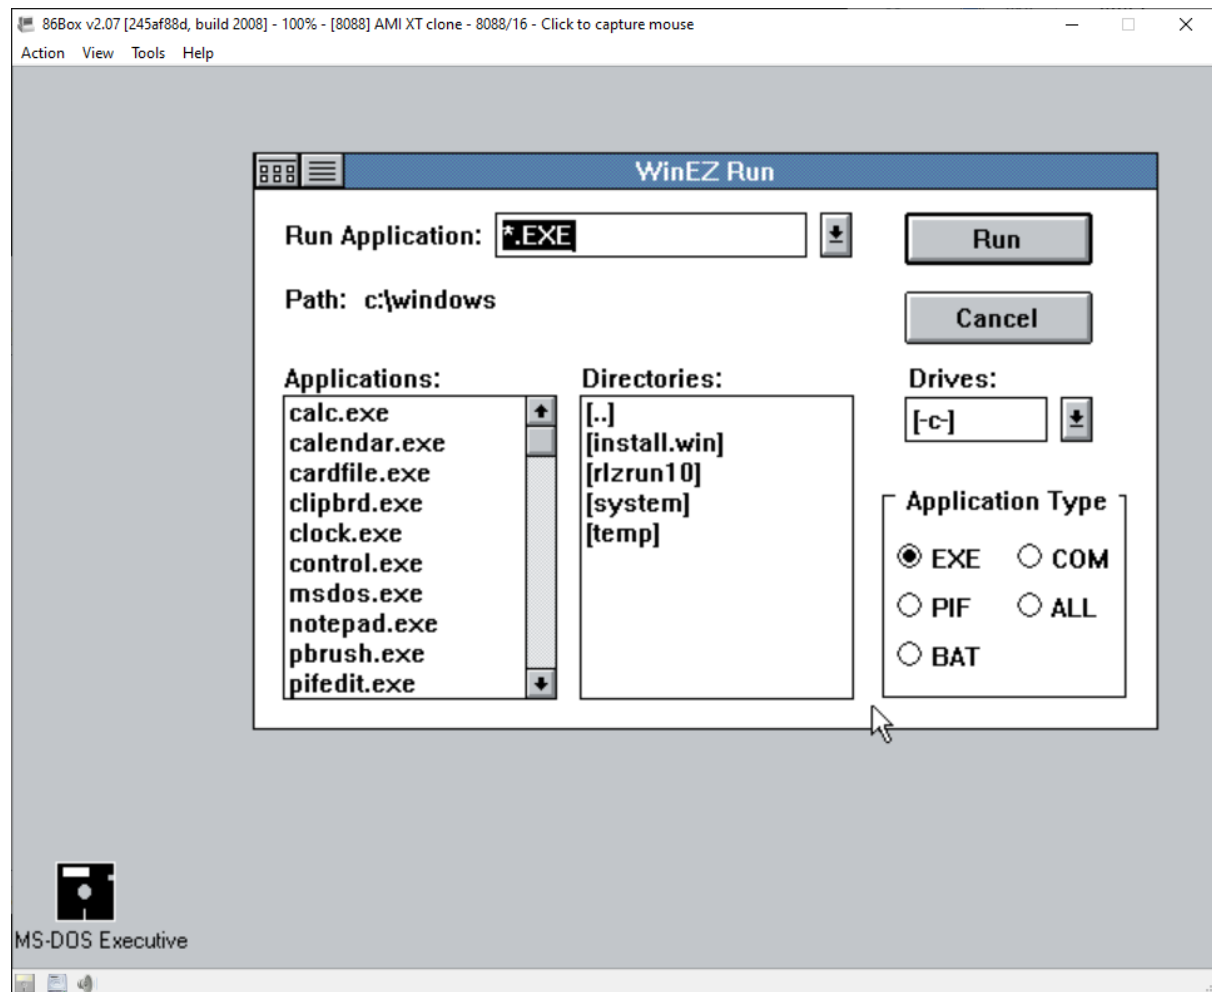 86Box v2.07 [245af88d, build 2008] - 100% - [8088] AMI XT clone - 8088/16 - Click to capture mouse
Action View Tools Help
WinEZ Run
Run Application: *.EXE
Run
Path: c:\windows
Cancel
Applications:
calc.exe
calendar.exe
cardfile.exe
clipbrd.exe
clock.exe
control.exe
msdos.exe
notepad.exe
pbrush.exe
pifedit.exe
Directories:
[..]
[install.win]
[rlzrun10]
[system]
[temp]
Drives:
[-c-]
Application Type
EXE COM
PIF ALL
BAT
MS-DOS Executive